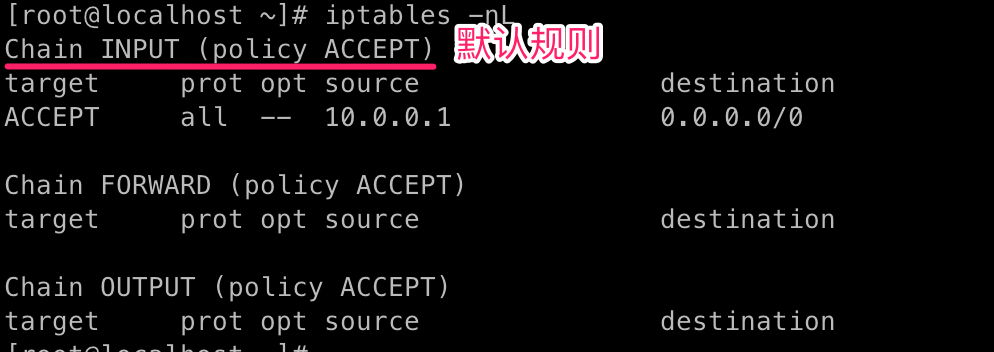 [root@localhost ~]# iptables -nL
Chain INPUT (policy ACCEPT) 默认规则
target     prot opt source               destination
ACCEPT     all  --  10.0.0.1             0.0.0.0/0

Chain FORWARD (policy ACCEPT)
target     prot opt source               destination

Chain OUTPUT (policy ACCEPT)
target     prot opt source               destination
[root@localhost ~]#